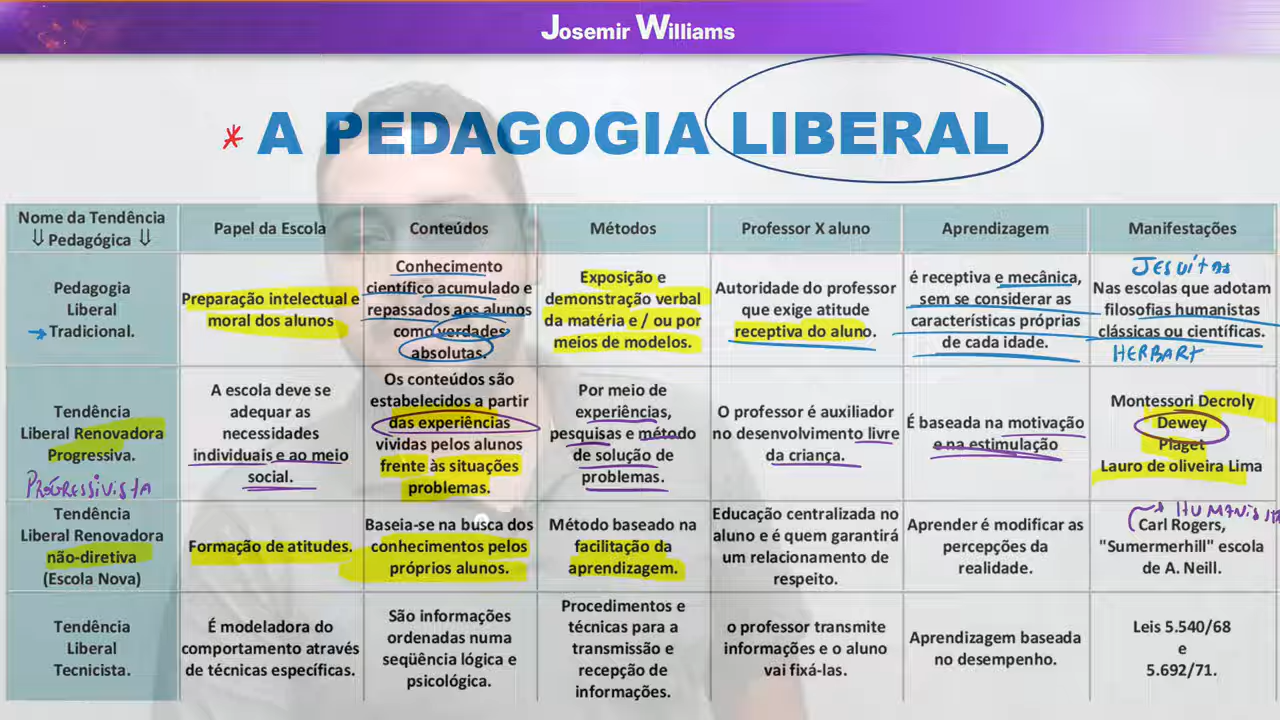 Josemir Williams
* A PEDAGOGIA LIBERAL
Nome da Tendência
⇓ Pedagógica ⇓
Papel da Escola
Conteúdos
Métodos
Professor X aluno
Aprendizagem
Manifestações
Pedagogia
Liberal
Tradicional.
Preparação intelectual e
moral dos alunos
Conhecimento
científico acumulado e
repassados aos alunos
como verdades
absolutas.
Exposição e
demonstração verbal
da matéria e / ou por
meios de modelos.
Autoridade do professor
que exige atitude
receptiva do aluno.
é receptiva e mecânica,
sem se considerar as
características próprias
de cada idade.
JESUÍTAS
Nas escolas que adotam
filosofias humanistas
clássicas ou científicas.
HERBART
Tendência
Liberal Renovadora
Progressiva.
PROGRESSIVISTA
A escola deve se
adequar as
necessidades
individuais e ao meio
social.
Os conteúdos são
estabelecidos a partir
das experiências
vividas pelos alunos
frente às situações
problemas.
Por meio de
experiências,
pesquisas e método
de solução de
problemas.
O professor é auxiliador
no desenvolvimento livre
da criança.
É baseada na motivação
e na estimulação
Montessori Decroly
Dewey
Piaget
Lauro de oliveira Lima
Tendência
Liberal Renovadora
não-diretiva
(Escola Nova)
Formação de atitudes.
Baseia-se na busca dos
conhecimentos pelos
próprios alunos.
Método baseado na
facilitação da
aprendizagem.
Educação centralizada no
aluno e é quem garantirá
um relacionamento de
respeito.
Aprender é modificar as
percepções da
realidade.
→ HUMANISTA
Carl Rogers,
"Sumermerhill" escola
de A. Neill.
Tendência
Liberal
Tecnicista.
É modeladora do
comportamento através
de técnicas específicas.
São informações
ordenadas numa
seqüência lógica e
psicológica.
Procedimentos e
técnicas para a
transmissão e
recepção de
informações.
o professor transmite
informações e o aluno
vai fixá-las.
Aprendizagem baseada
no desempenho.
Leis 5.540/68
e
5.692/71.